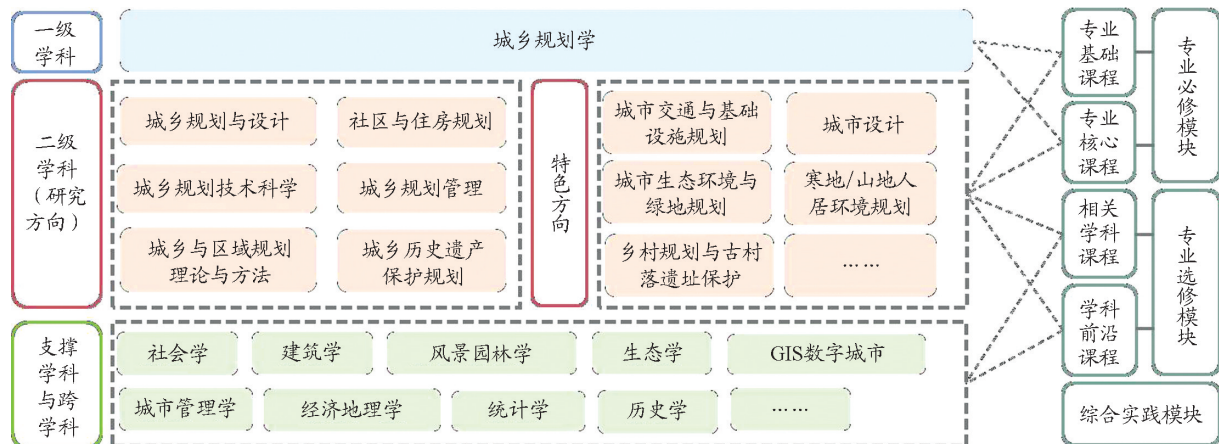 一级
学科
城乡规划学
二级
学科
（研究
方向）
城乡规划与设计
社区与住房规划
城乡规划技术科学
城乡规划管理
城乡与区域规划
理论与方法
城乡历史遗产
保护规划
特色方向
城市交通与基础
设施规划
城市设计
城市生态环境与
绿地规划
寒地/山地人
居环境规划
乡村规划与古村
落遗址保护
……
支撑
学科
与跨
学科
社会学
建筑学
风景园林学
生态学
GIS数字城市
城市管理学
经济地理学
统计学
历史学
……
专业
基础
课程
专业
核心
课程
专业必修模块
相关
学科
课程
学科
前沿
课程
专业选修模块
综合实践模块